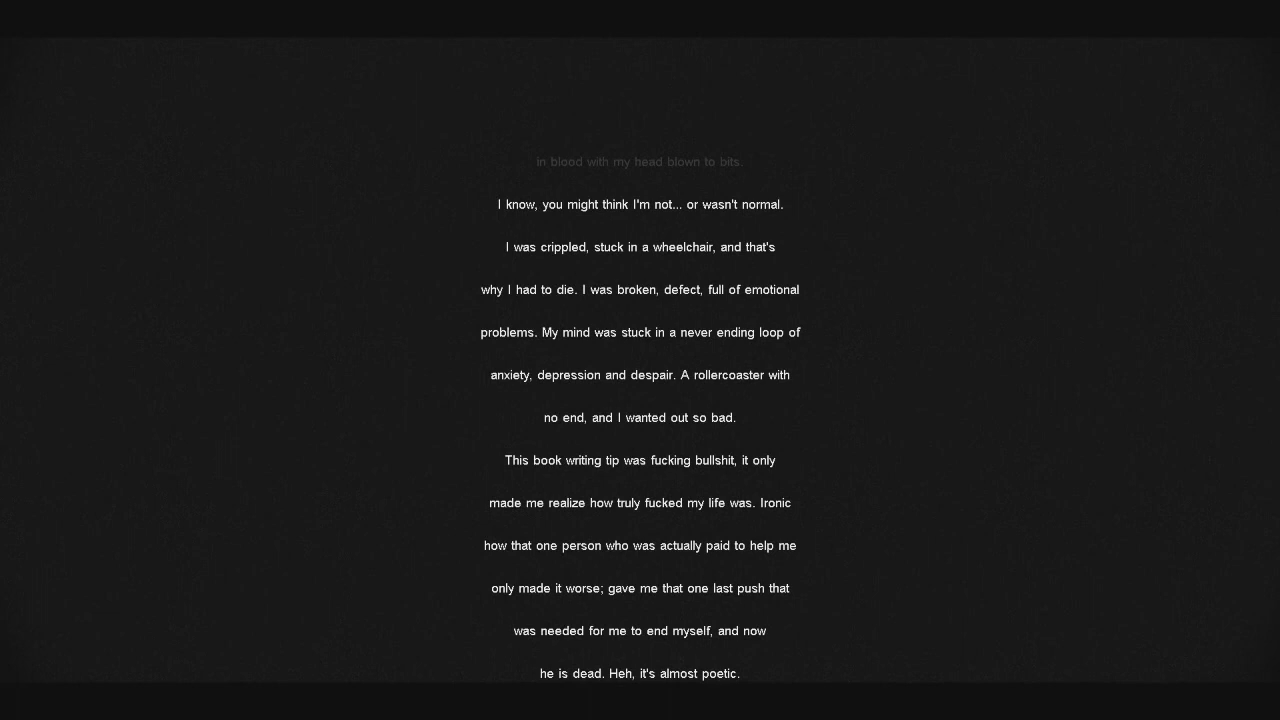 in blood with my head blown to bits.
I know, you might think I'm not... or wasn't normal.
I was crippled, stuck in a wheelchair, and that's
why I had to die. I was broken, defect, full of emotional
problems. My mind was stuck in a never ending loop of
anxiety, depression and despair. A rollercoaster with
no end, and I wanted out so bad.
This book writing tip was fucking bullshit, it only
made me realize how truly fucked my life was. Ironic
how that one person who was actually paid to help me
only made it worse; gave me that one last push that
was needed for me to end myself, and now
he is dead. Heh, it's almost poetic.